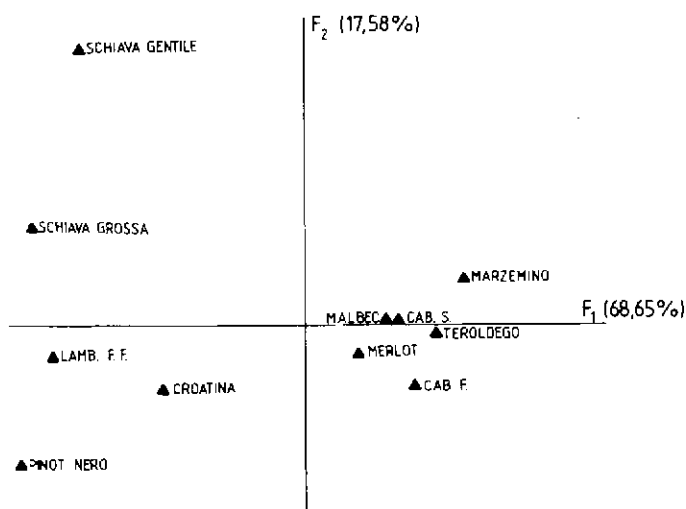 F2 (17,58%)
SCHIAVA GENTILE
SCHIAVA GROSSA
MARZEMINO
MALBEC
CAB. S.
F1 (68,65%)
TEROLDEGO
MERLOT
LAMB. F.F.
CROATINA
CAB F.
PINOT NERO